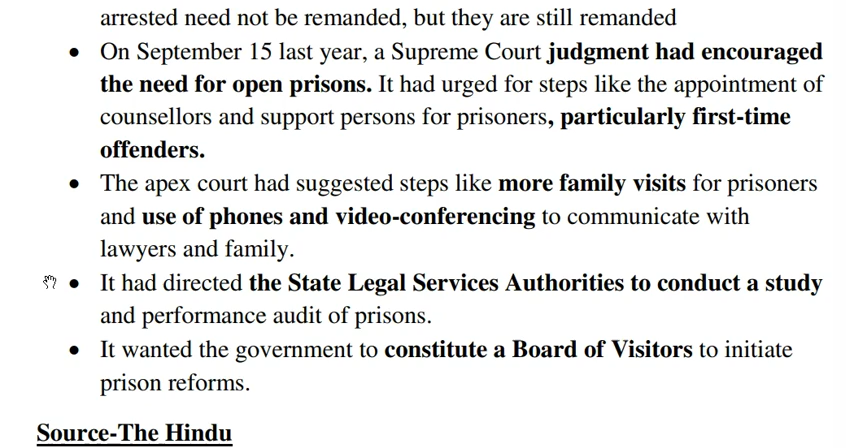 arrested need not be remanded, but they are still remanded
• On September 15 last year, a Supreme Court judgment had encouraged
the need for open prisons. It had urged for steps like the appointment of
counsellors and support persons for prisoners, particularly first-time
offenders.
• The apex court had suggested steps like more family visits for prisoners
and use of phones and video-conferencing to communicate with
lawyers and family.
• It had directed the State Legal Services Authorities to conduct a study
and performance audit of prisons.
• It wanted the government to constitute a Board of Visitors to initiate
prison reforms.
Source-The Hindu